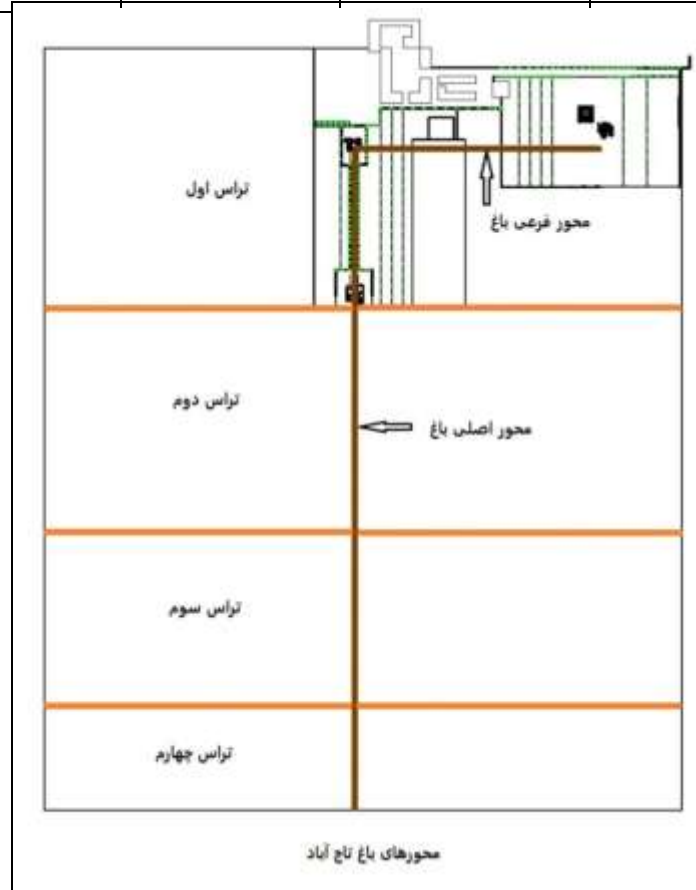 تراس اول
محور فرعی باغ
تراس دوم
محور اصلی باغ
تراس سوم
تراس چهارم
محورهای باغ تاج آباد